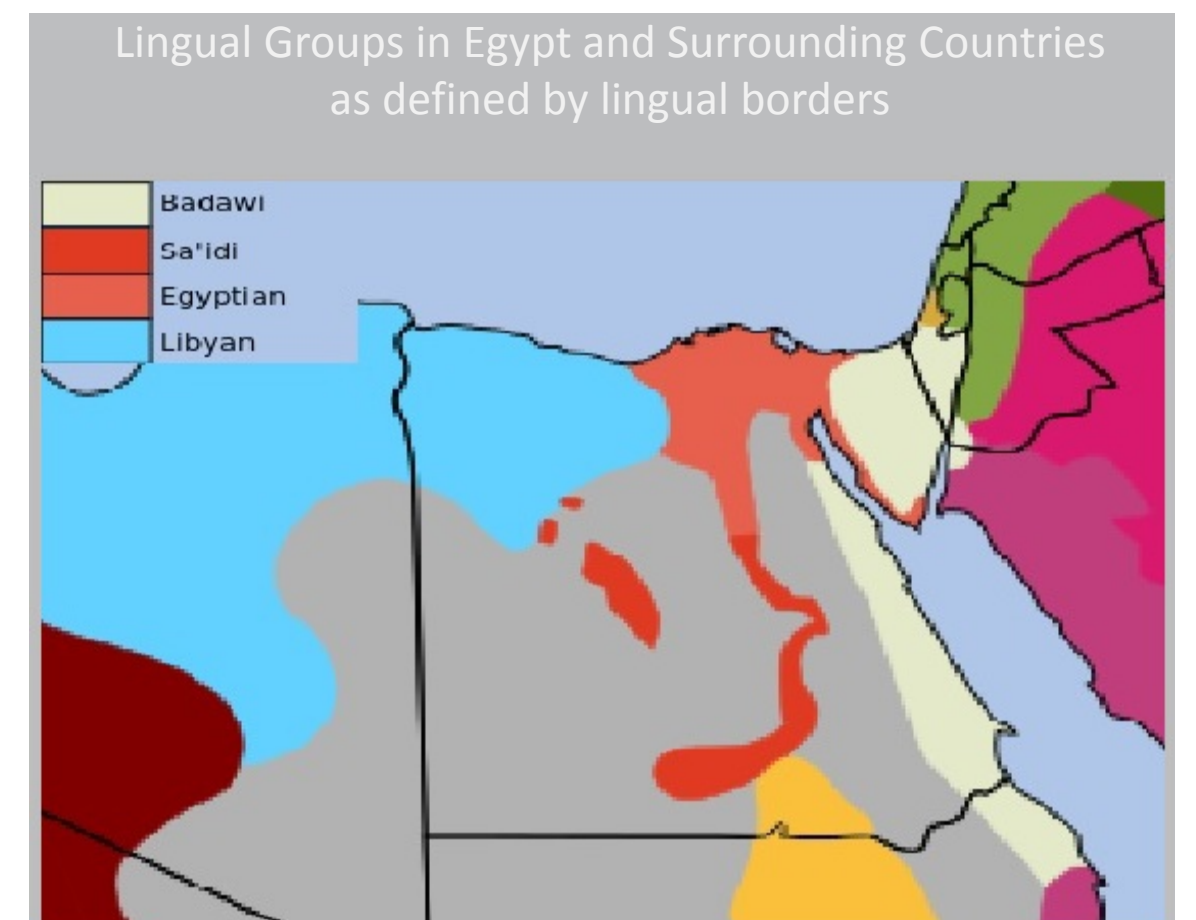 Lingual Groups in Egypt and Surrounding Countries
as defined by lingual borders
Badawi
Sa'idi
Egyptian
Libyan